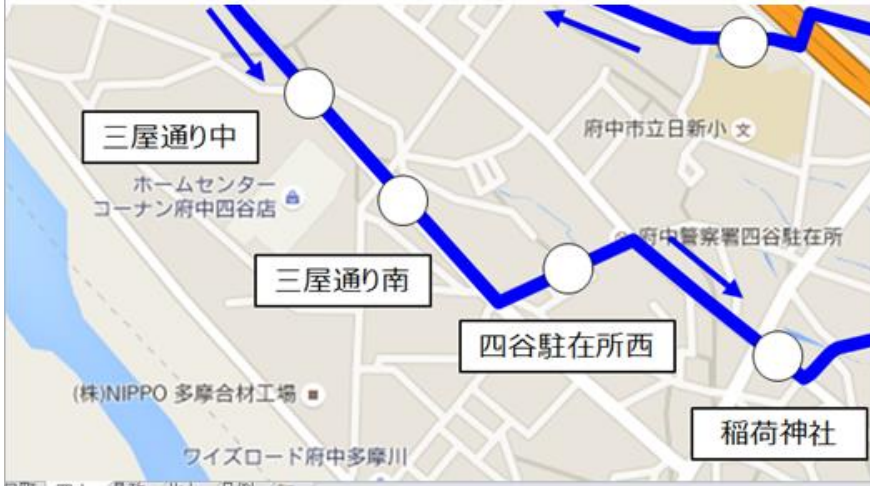 三屋通り中
府中市立日新小
ホームセンター
コーナン府中四谷店
府中警察署四谷駐在所
三屋通り南
四谷駐在所西
(株)NIPPO 多摩合材工場
稲荷神社
ワイズロード府中多摩川